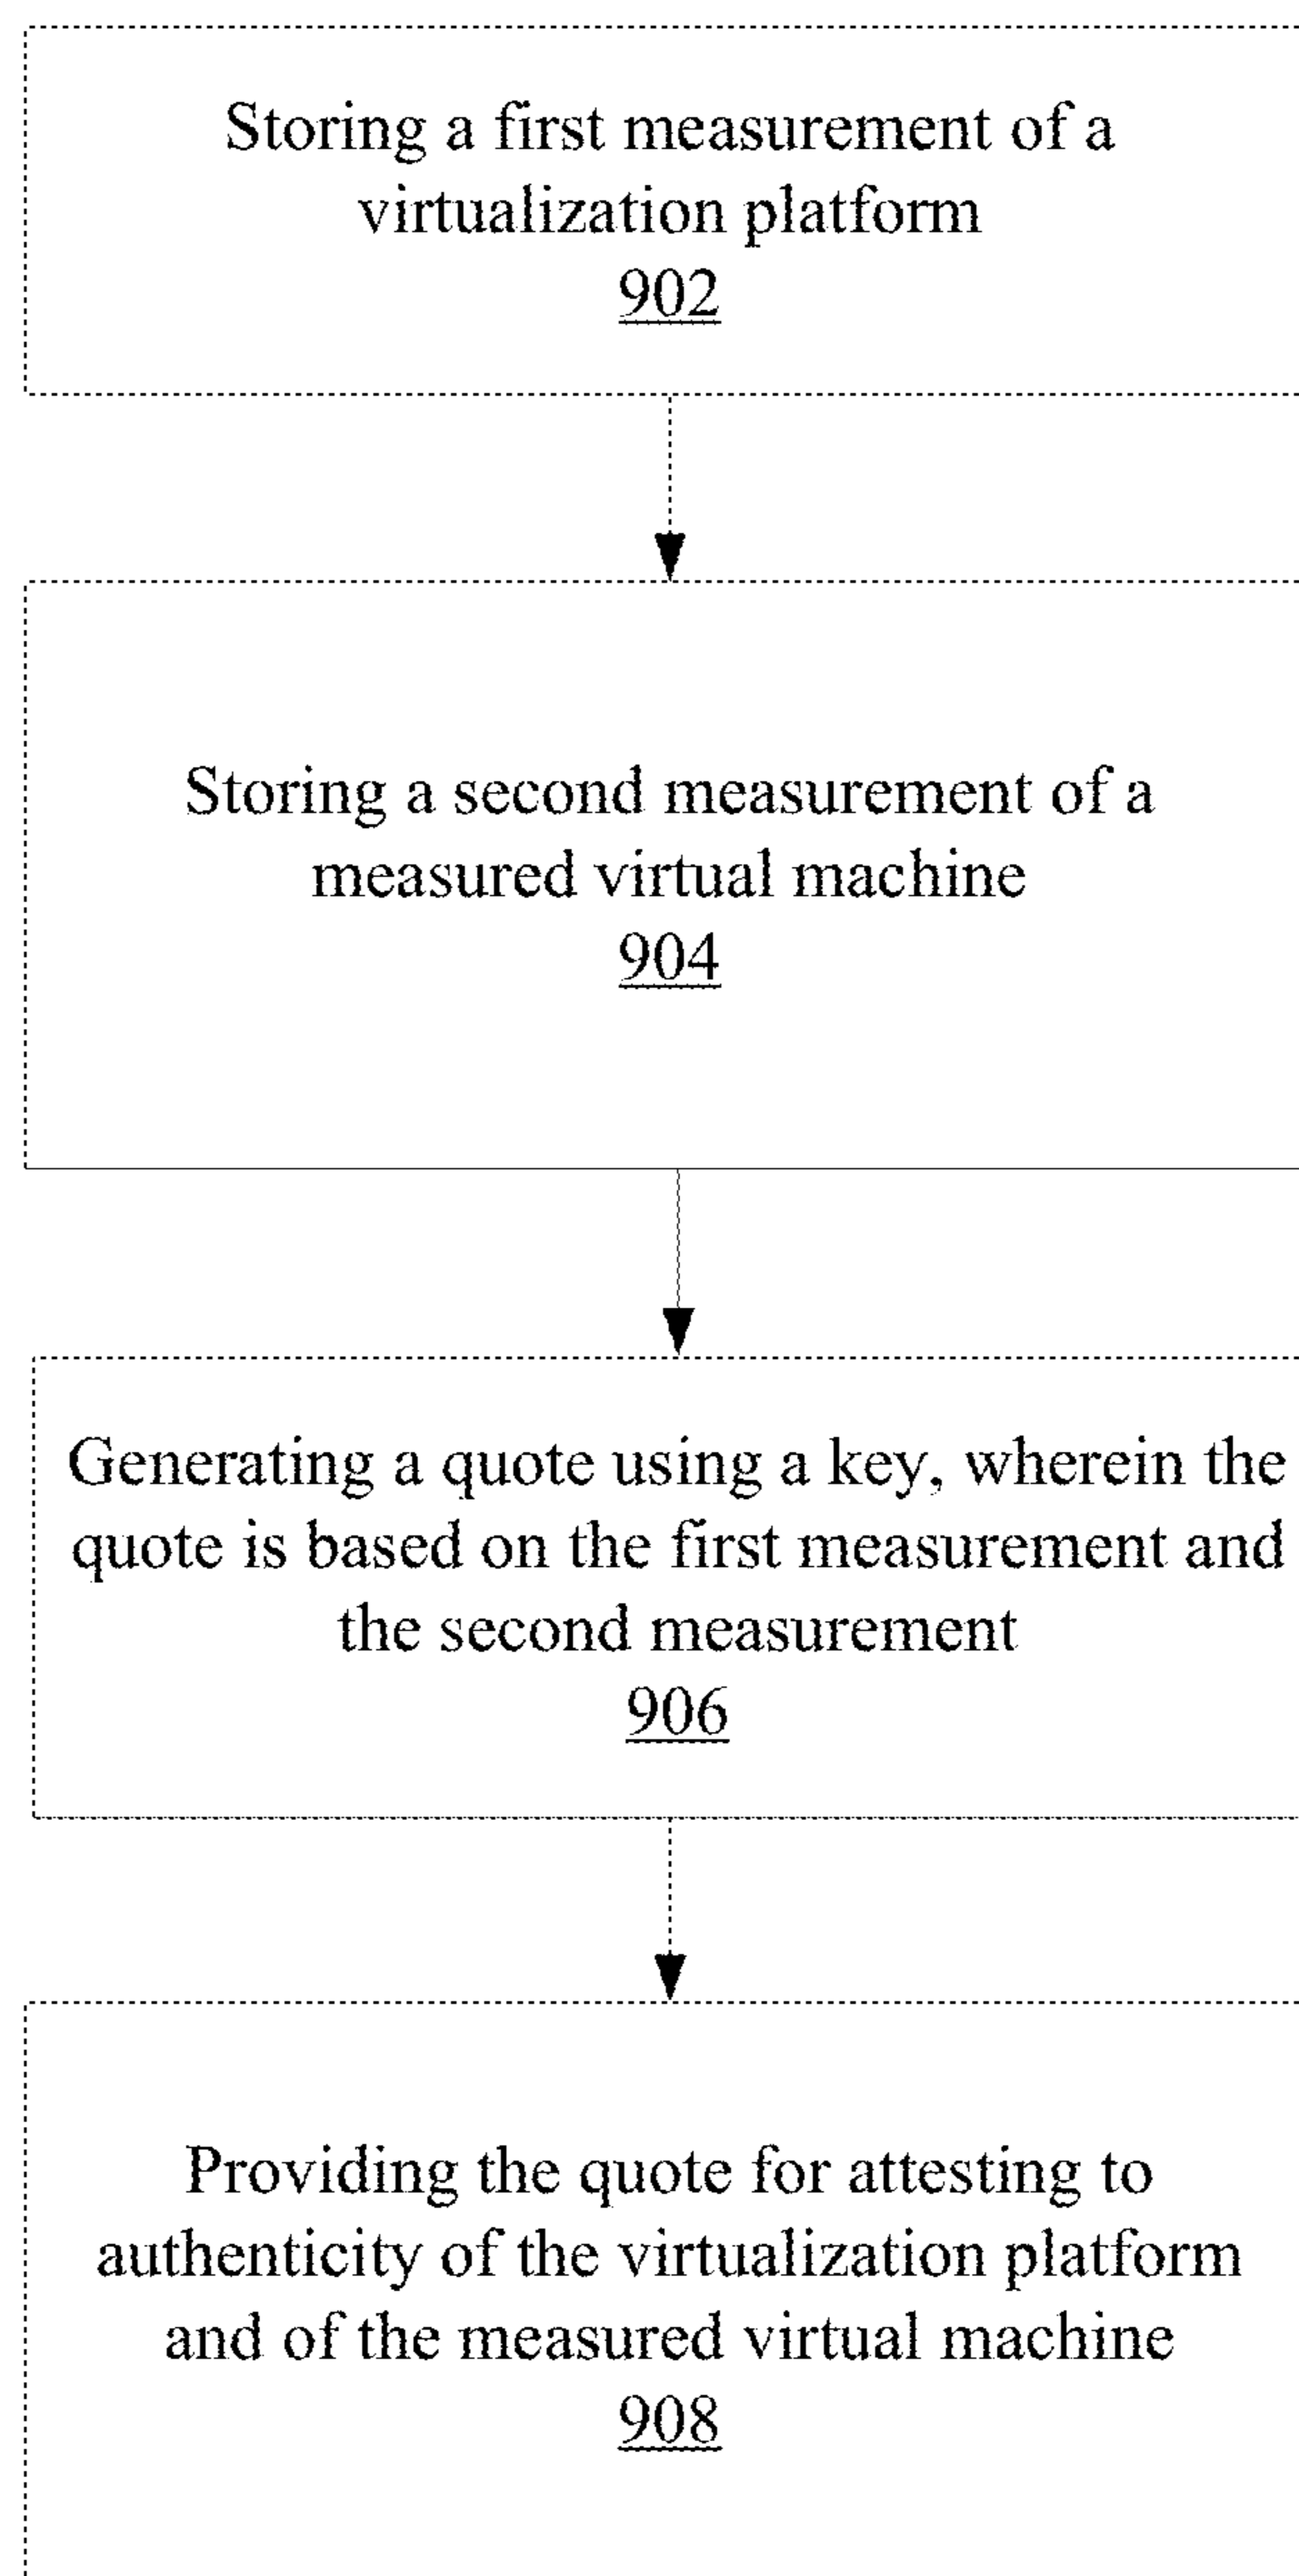 Storing a first measurement of a
virtualization platform
902
Storing a second measurement of a
measured virtual machine
904
Generating a quote using a key, wherein the
quote is based on the first measurement and
the second measurement
906
Providing the quote for attesting to
authenticity of the virtualization platform
and of the measured virtual machine
908